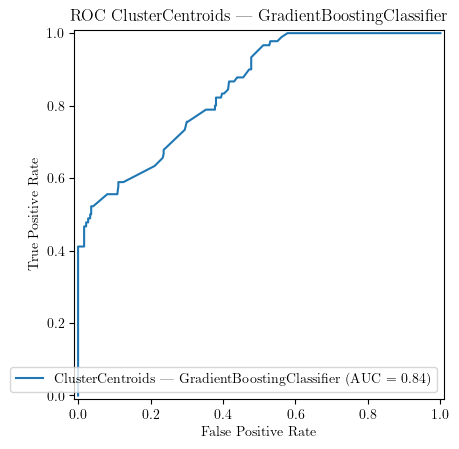 ROC ClusterCentroids — GradientBoostingClassifier
1.0
0.8
0.6
0.4
0.2
0.0
True Positive Rate
ClusterCentroids — GradientBoostingClassifier (AUC = 0.84)
0.0 0.2 0.4 0.6 0.8 1.0
False Positive Rate